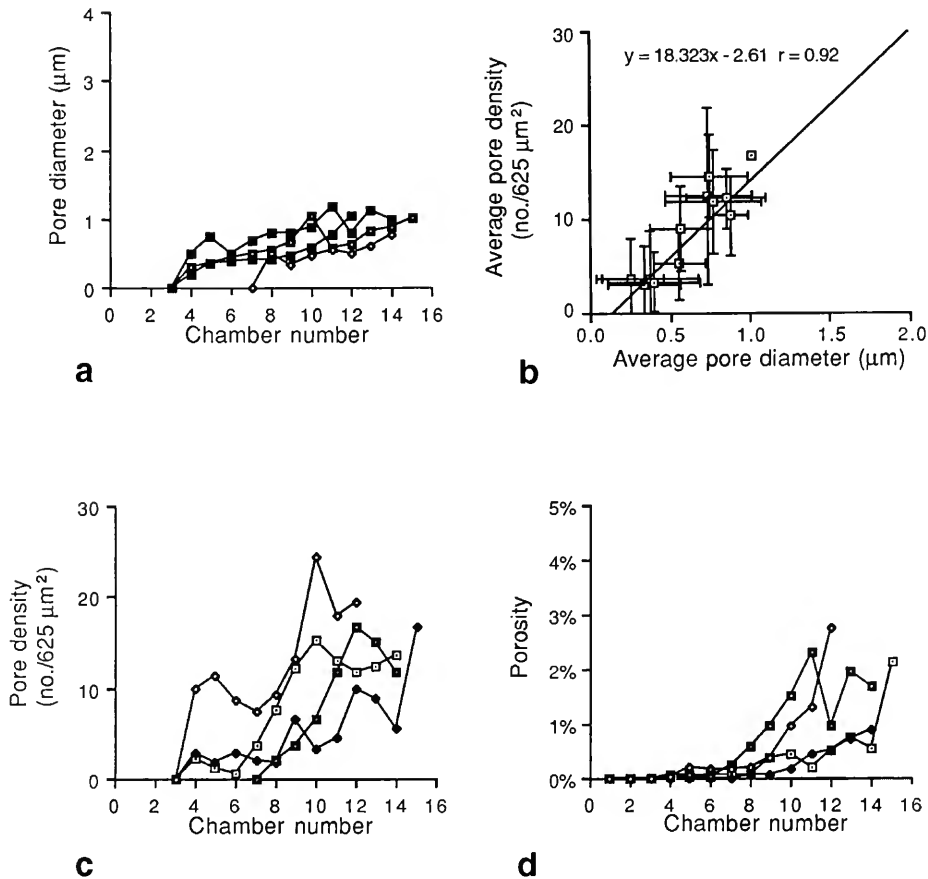 4
3
2
1
0
Pore diameter (µm)
0 2 4 6 8 10 12 14 16
Chamber number
a
30
20
10
0
Average pore density
(no./625 µm²)
y = 18.323x - 2.61 r = 0.92
0.0 0.5 1.0 1.5 2.0
Average pore diameter (µm)
b
30
20
10
0
Pore density
(no./625 µm²)
0 2 4 6 8 10 12 14 16
Chamber number
c
5%
4%
3%
2%
1%
0%
Porosity
0 2 4 6 8 10 12 14 16
Chamber number
d